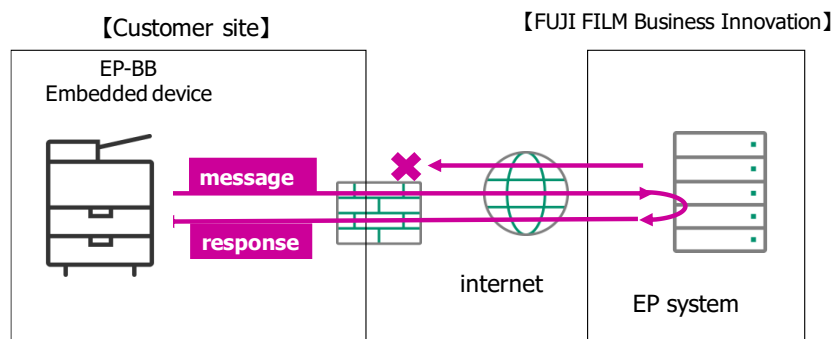 【Customer site】
【FUJI FILM Business Innovation】
EP-BB
Embedded device
message
response
internet
EP system